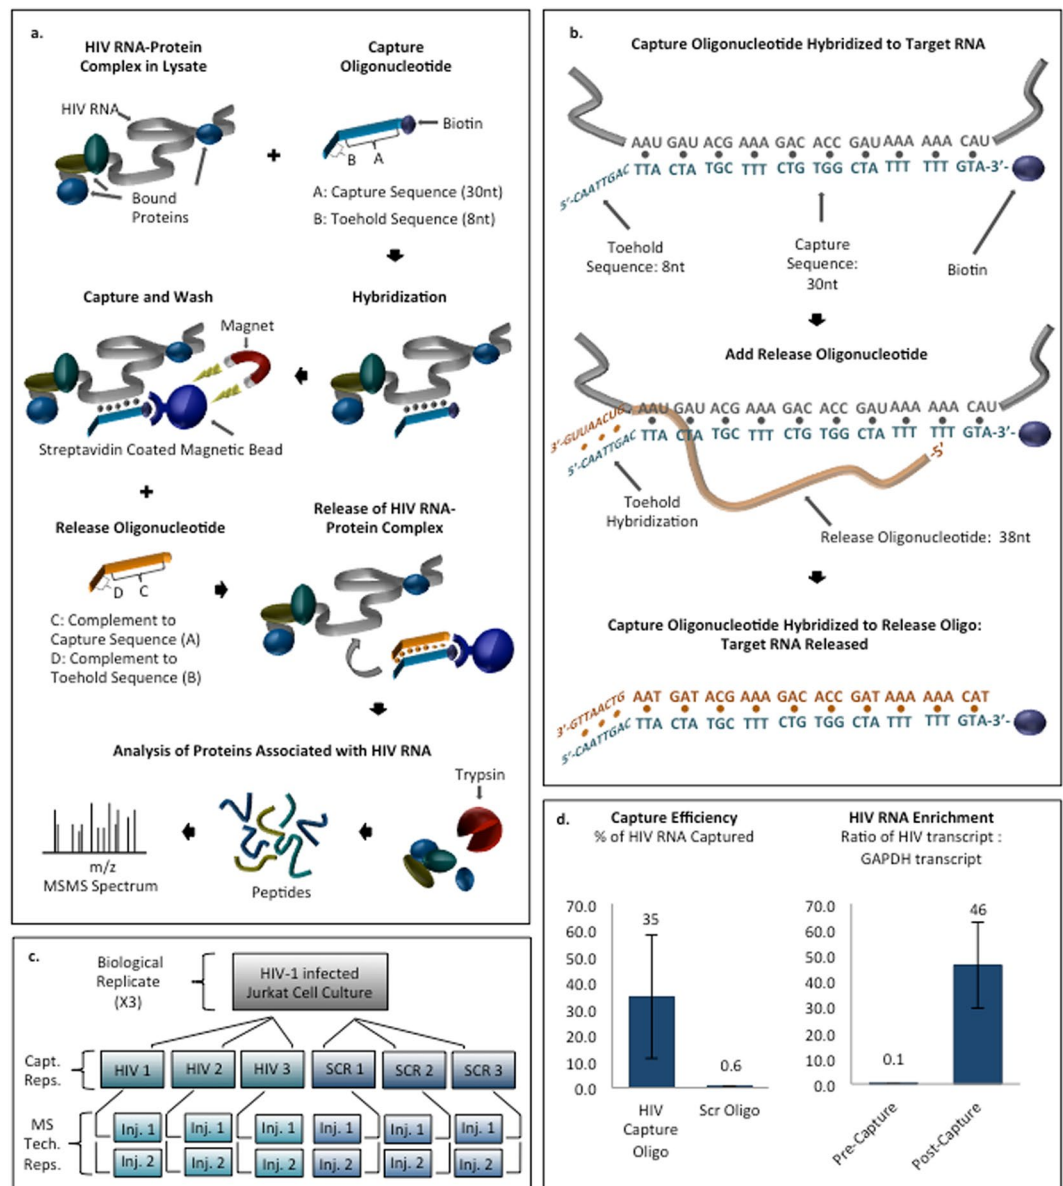 a.
HIV RNA-Protein
Complex in Lysate
Capture
Oligonucleotide
HIV RNA
Biotin
B
A
+
Bound
Proteins
A: Capture Sequence (30nt)
B: Toehold Sequence (8nt)
Capture and Wash
Hybridization
Magnet
Streptavidin Coated Magnetic Bead
+
Release Oligonucleotide
Release of HIV RNA-
Protein Complex
D
C
C: Complement to
Capture Sequence (A)
D: Complement to
Toehold Sequence (B)
Analysis of Proteins Associated with HIV RNA
Trypsin
m/z
MSMS Spectrum
Peptides
b.
Capture Oligonucleotide Hybridized to Target RNA
AAU GAU ACG AAA GAC ACC GAU AAA AAA CAU
5'-CAATTGAC TTA CTA TGC TTT CTG TGG CTA TTT TTT GTA-3'-
Toehold
Sequence: 8nt
Capture
Sequence:
30nt
Biotin
Add Release Oligonucleotide
AAU GAU ACG AAA GAC ACC GAU AAA AAA CAU
3'-GUUAACUG
5'-CAATTGAC TTA CTA TGC TTT CTG TGG CTA TTT TTT GTA-3'-
-5'
Toehold
Hybridization
Release Oligonucleotide: 38nt
Capture Oligonucleotide Hybridized to Release Oligo:
Target RNA Released
3'-GTTAACTG AAT GAT ACG AAA GAC ACC GAT AAA AAA CAT
5'-CAATTGAC TTA CTA TGC TTT CTG TGG CTA TTT TTT GTA-3'-
c.
Biological
Replicate
(X3)
HIV-1 infected
Jurkat Cell Culture
Capt.
Reps.
HIV 1 HIV 2 HIV 3 SCR 1 SCR 2 SCR 3
MS
Tech.
Reps.
Inj. 1 Inj. 1 Inj. 1 Inj. 1 Inj. 1 Inj. 1
Inj. 2 Inj. 2 Inj. 2 Inj. 2 Inj. 2 Inj. 2
d.
Capture Efficiency
% of HIV RNA Captured
70.0
60.0
50.0
40.0
30.0
20.0
10.0
0.0
35
0.6
HIV
Capture
Oligo
Scr Oligo
HIV RNA Enrichment
Ratio of HIV transcript :
GAPDH transcript
70.0
60.0
50.0
40.0
30.0
20.0
10.0
0.0
0.1
46
Pre-Capture
Post-Capture